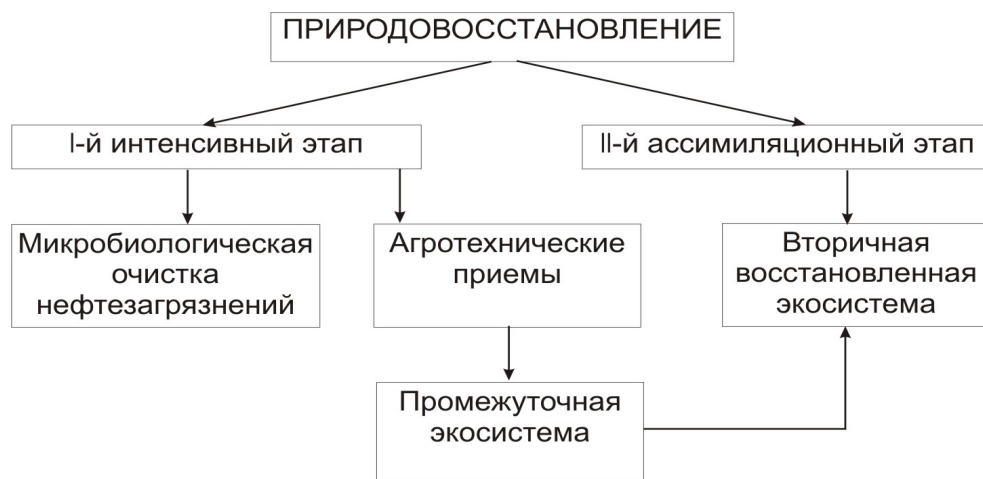 ПРИРОДОВОССТАНОВЛЕНИЕ
I-й интенсивный этап
II-й ассимиляционный этап
Микробиологическая
очистка
нефтезагрязнений
Агротехнические
приемы
Вторичная
восстановленная
экосистема
Промежуточная
экосистема